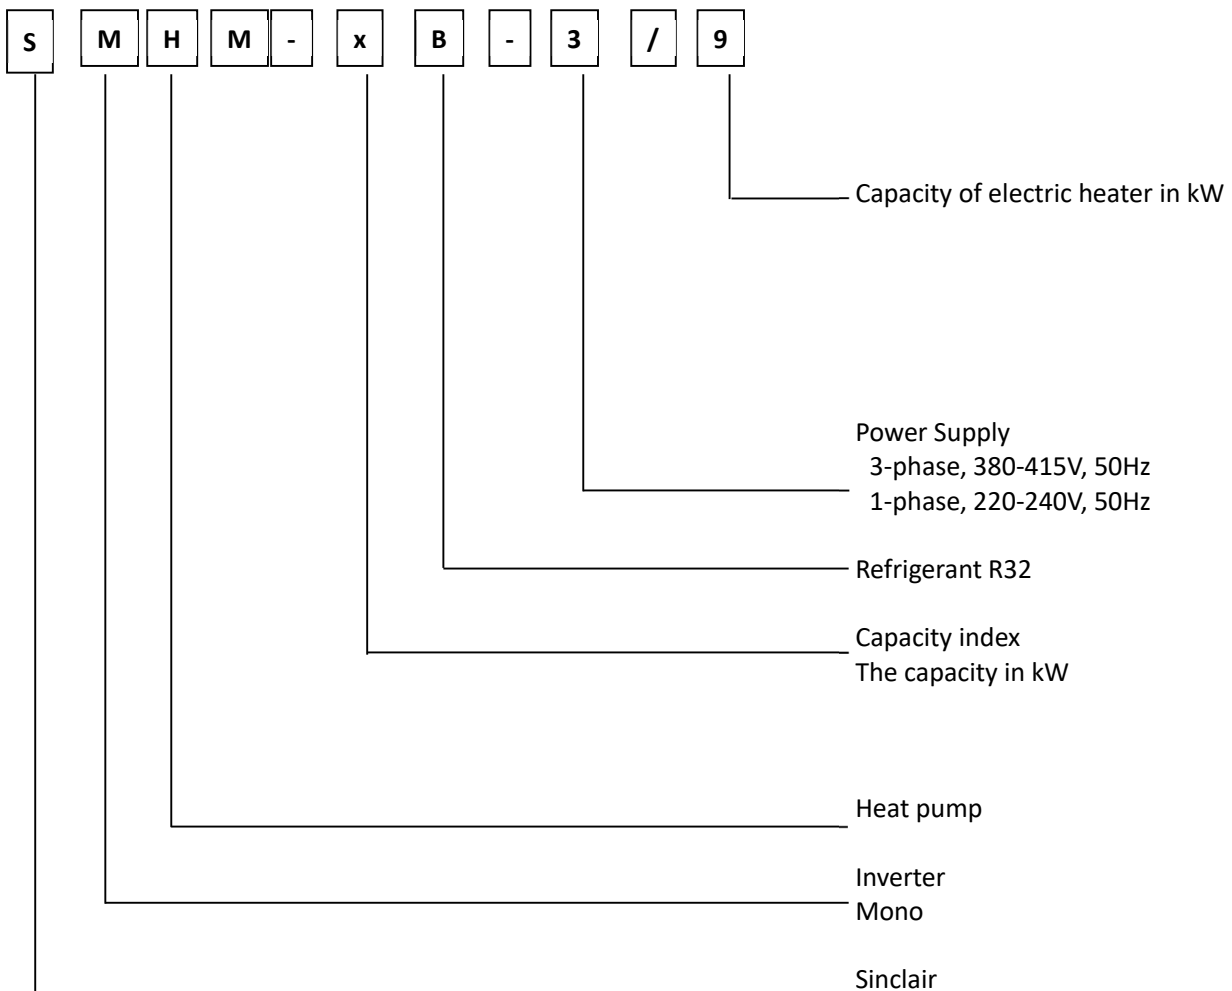 S M H M - x B - 3 / 9
Capacity of electric heater in kW
Power Supply
3-phase, 380-415V, 50Hz
1-phase, 220-240V, 50Hz
Refrigerant R32
Capacity index
The capacity in kW
Heat pump
Inverter
Mono
Sinclair